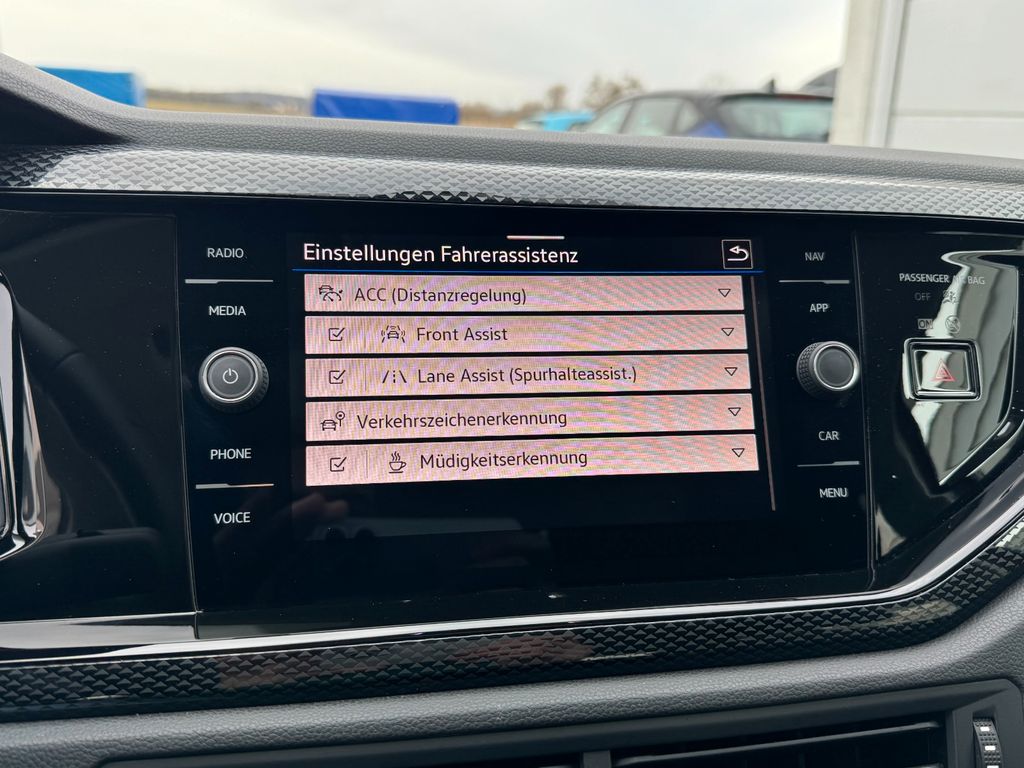 RADIO
MEDIA
PHONE
VOICE
Einstellungen Fahrerassistenz
ACC (Distanzregelung)
Front Assist
Lane Assist (Spurhalteassist.)
Verkehrszeichenerkennung
Müdigkeitserkennung
NAV
APP
CAR
MENU
PASSENGER AIR BAG
OFF
ON